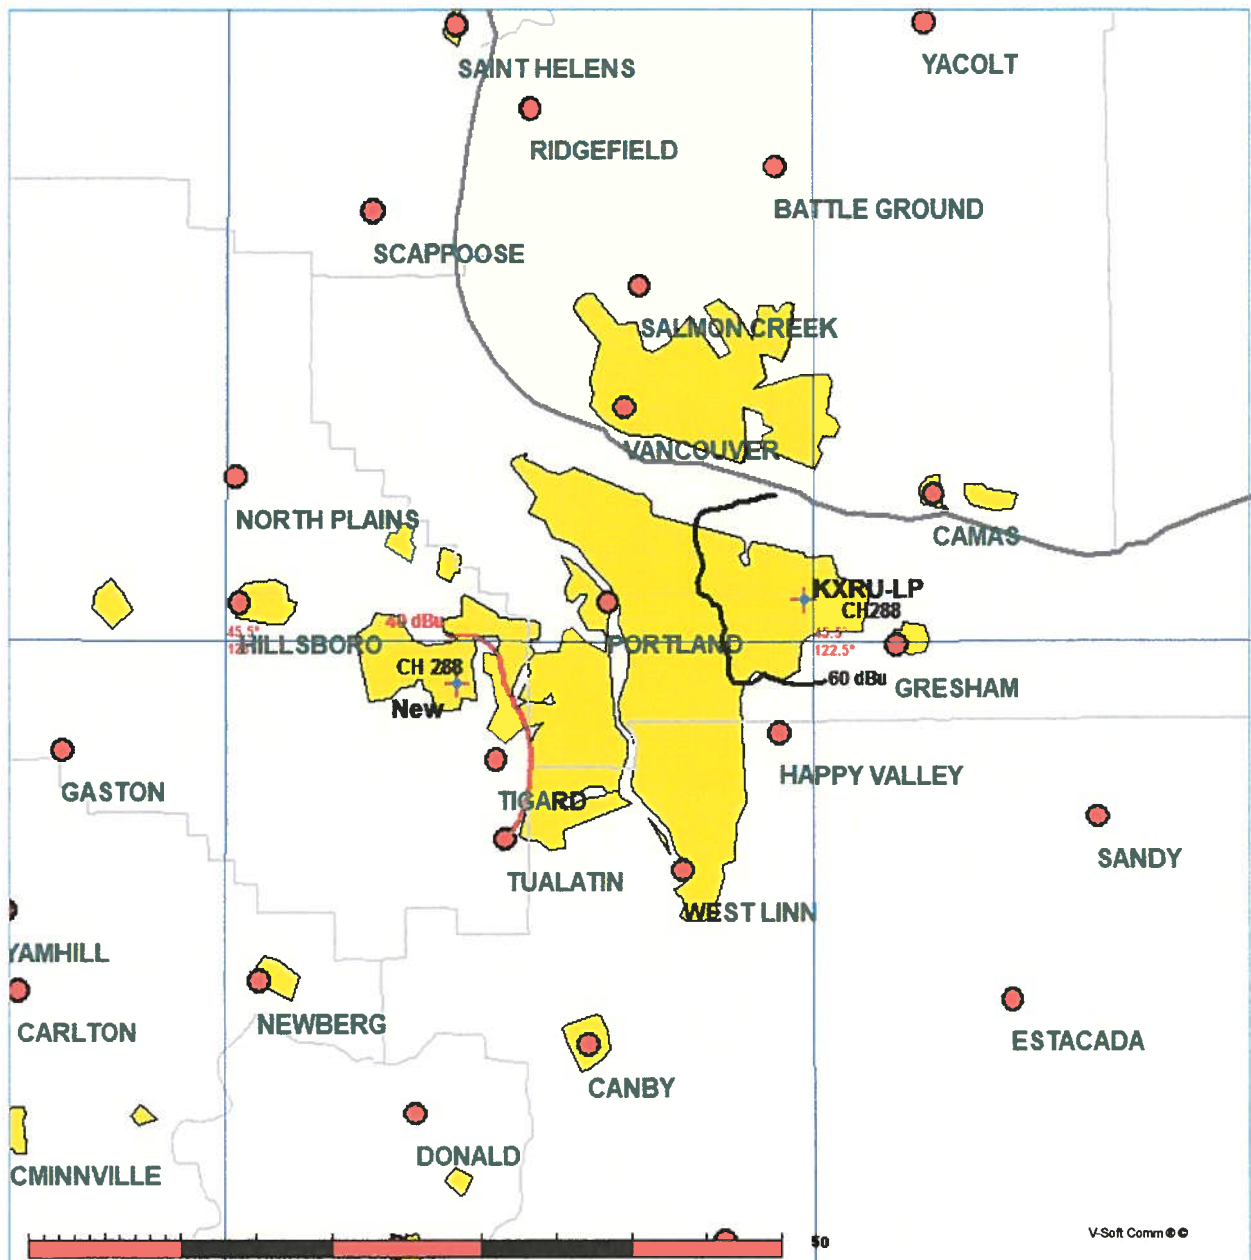 SAINT HELENS
YACOLT
RIDGEFIELD
BATTLE GROUND
SCAPPOOSE
SALMON CREEK
VANCOUVER
NORTH PLAINS
CAMAS
KXRU-LP
CH288
40 dBu
45.5°
HILLSBORO
PORTLAND
45.5°
122.5°
CH 288
60 dBu
GRESHAM
New
GASTON
TIGARD
HAPPY VALLEY
SANDY
TUALATIN
WEST LINN
YAMHILL
CARLTON
NEWBERG
ESTACADA
CANBY
DONALD
CMINNVILLE
V-Soft Comm®©
50